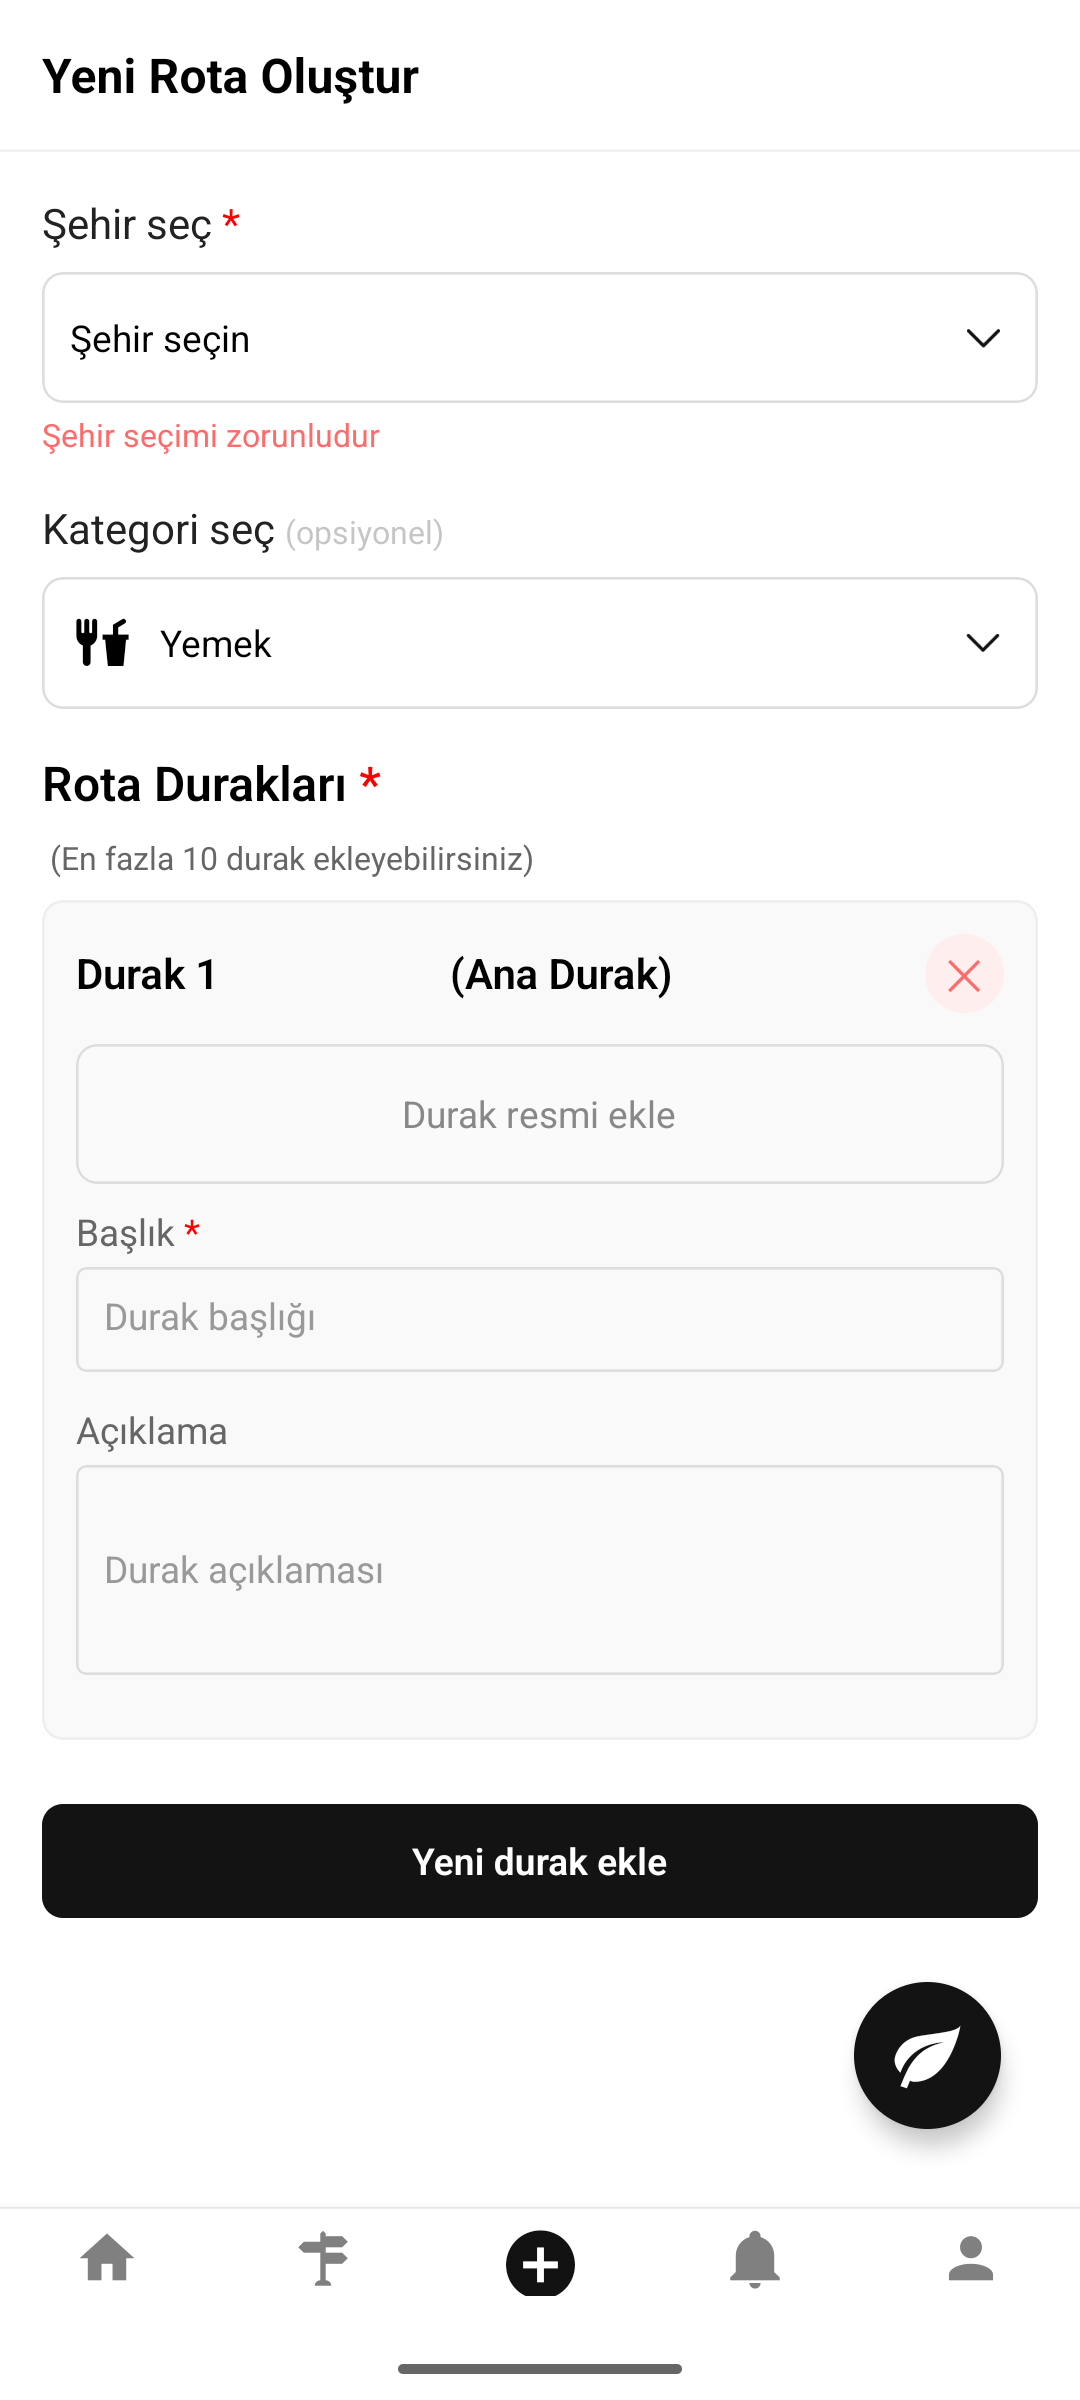 Yeni Rota Oluştur
Şehir seç *
Şehir seçin
Şehir seçimi zorunludur
Kategori seç (opsiyonel)
Yemek
Rota Durakları *
(En fazla 10 durak ekleyebilirsiniz)
Durak 1 (Ana Durak)
Durak resmi ekle
Başlık *
Durak başlığı
Açıklama
Durak açıklaması
Yeni durak ekle